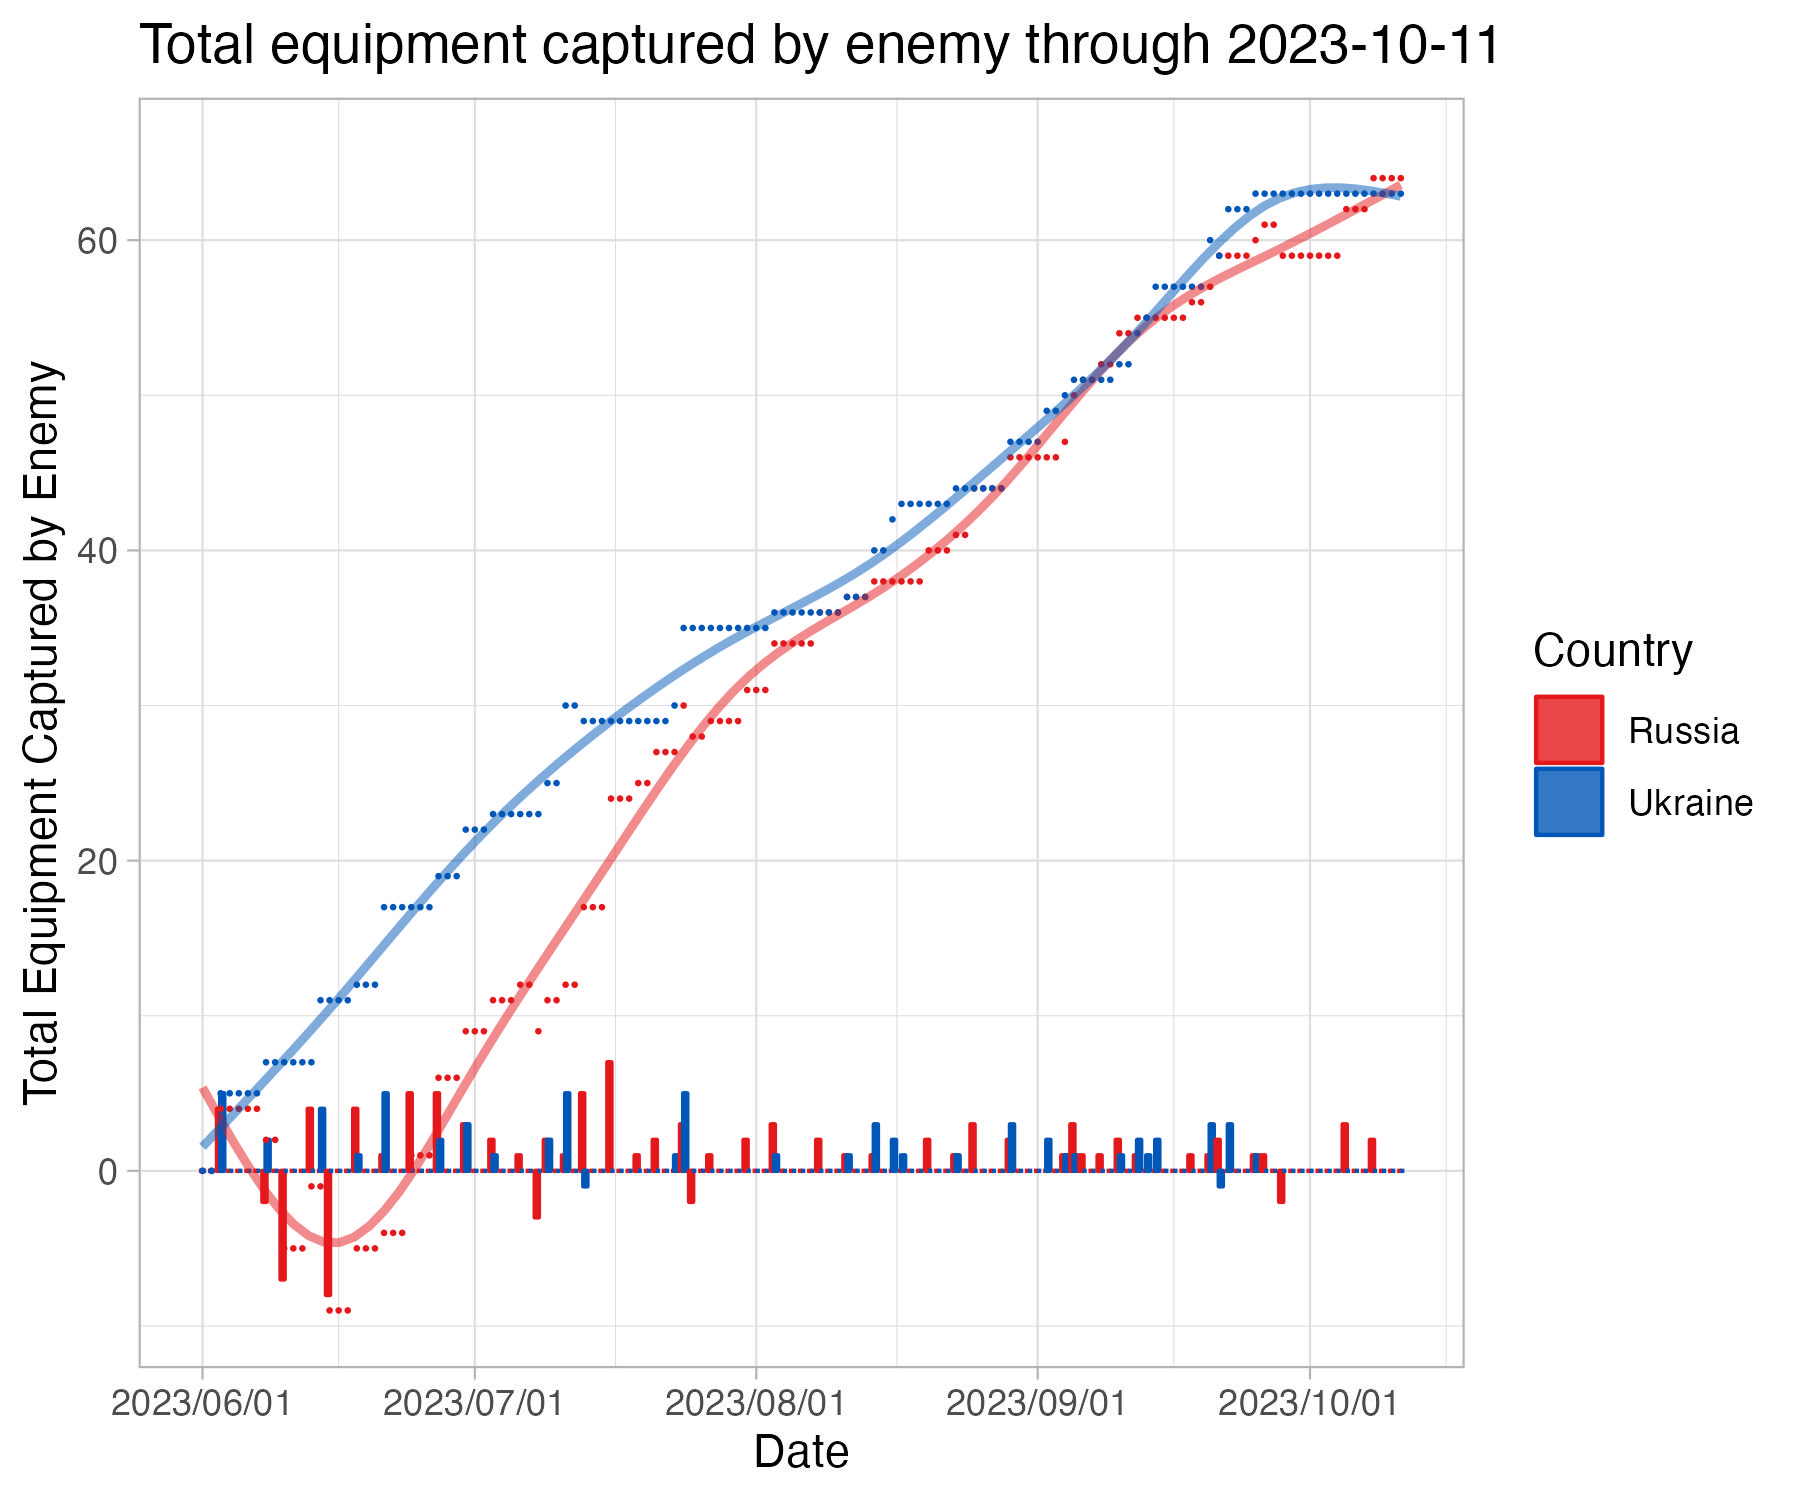 Total equipment captured by enemy through 2023-10-11
Total Equipment Captured by Enemy
60
40
20
0
2023/06/01
2023/07/01
2023/08/01
2023/09/01
2023/10/01
Date
Country
Russia
Ukraine